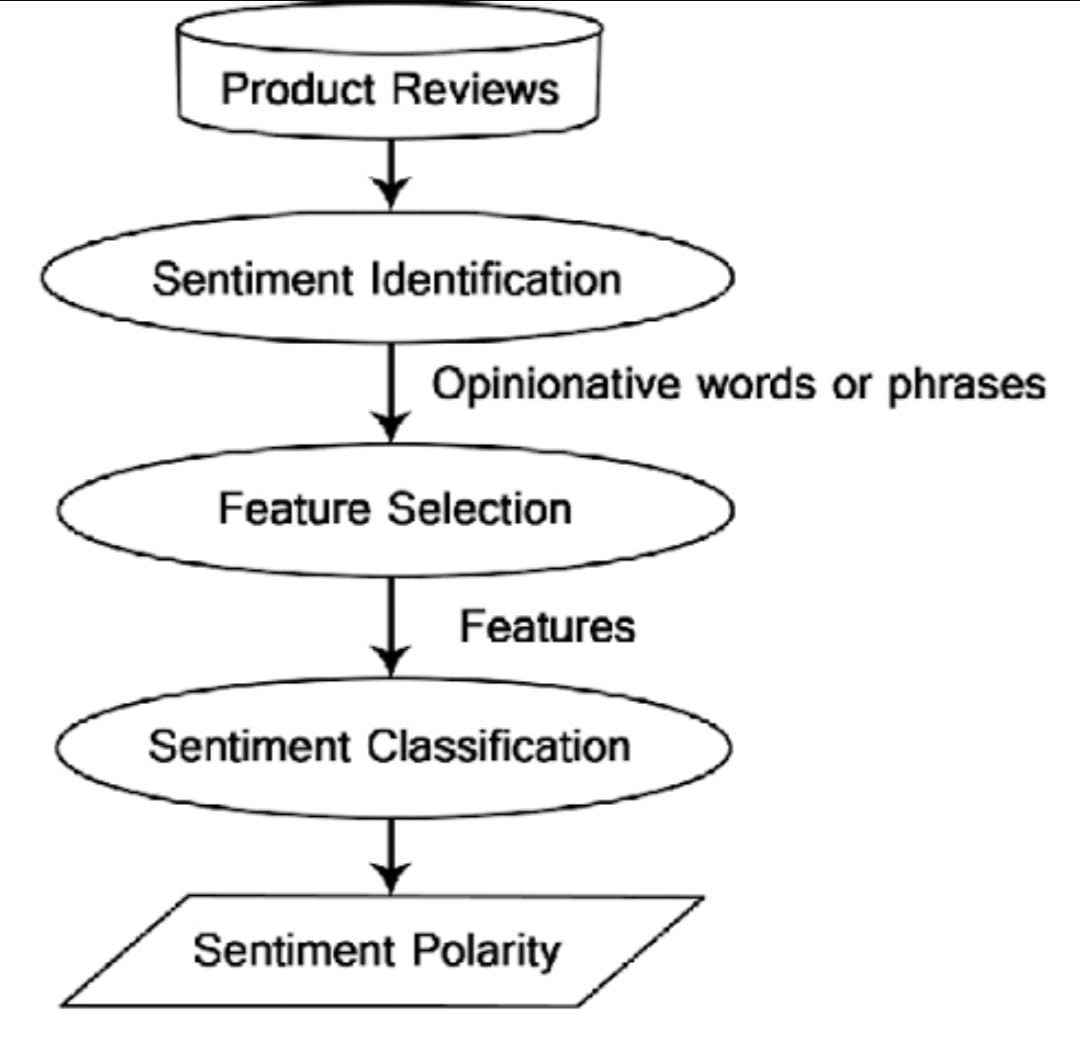 Product Reviews
Sentiment Identification
Opinionative words or phrases
Feature Selection
Features
Sentiment Classification
Sentiment Polarity